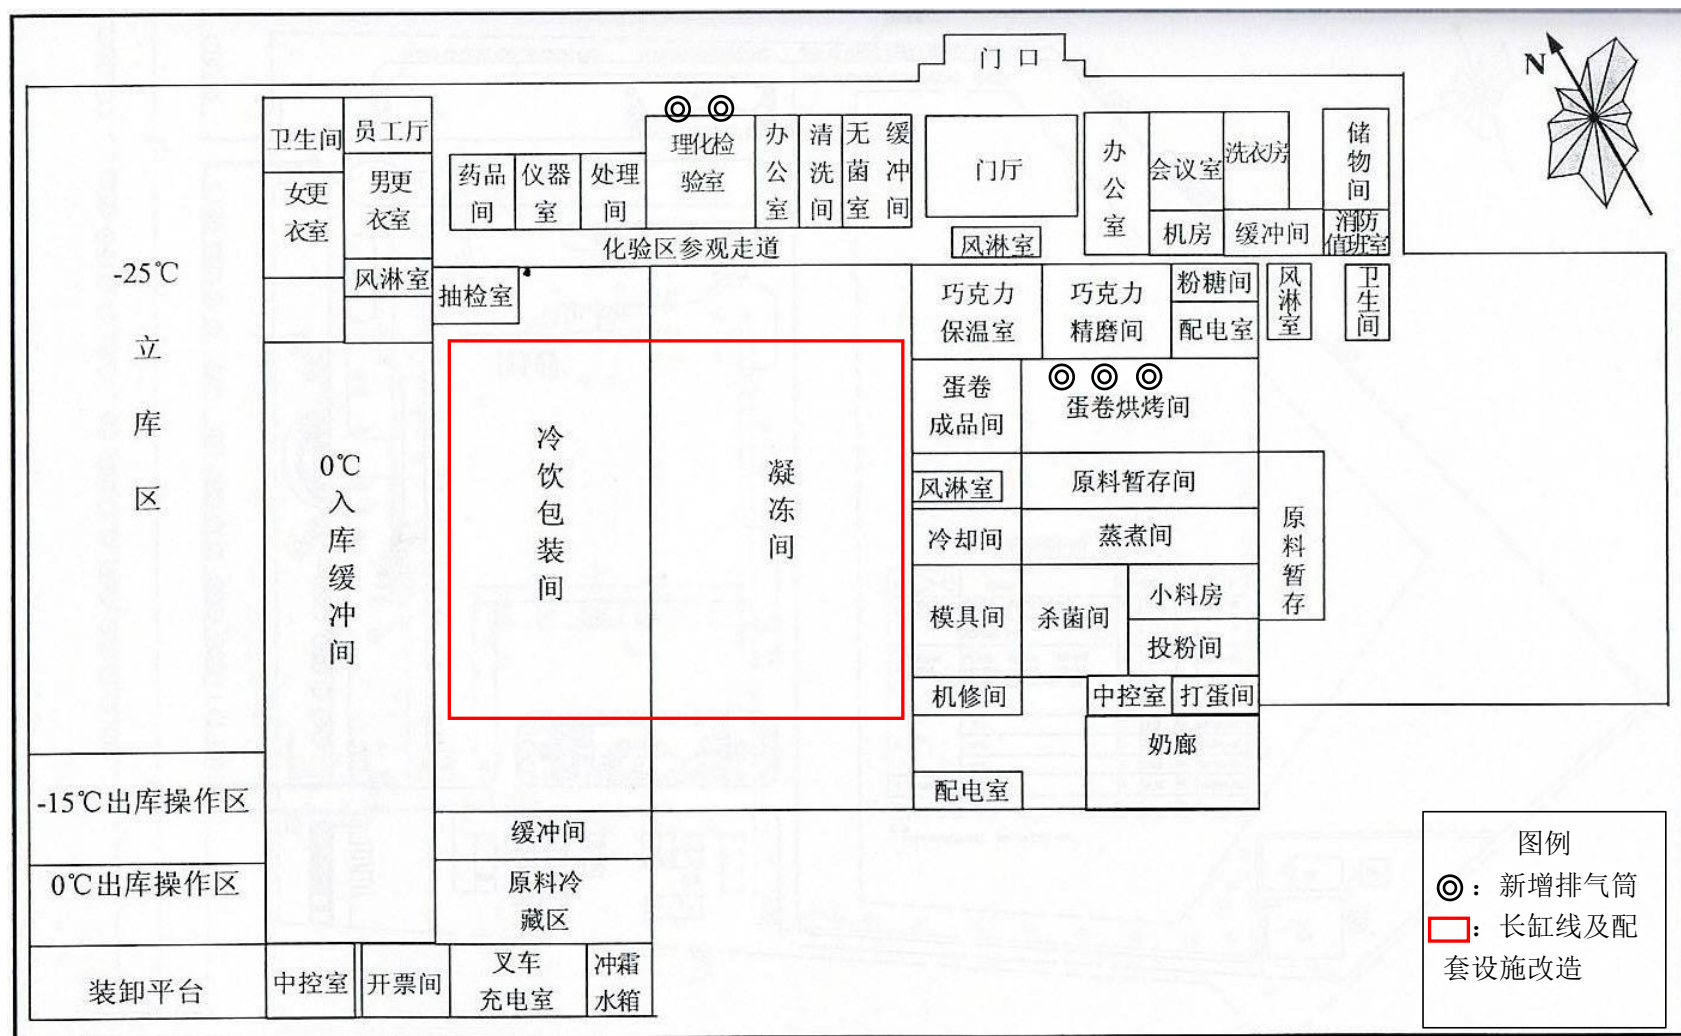 门口
N
卫生间
员工厅
女更
衣室
男更
衣室
风淋室
药品
间
仪器
室
处理
间
理化检
验室
办
公
室
清
洗
间
无
菌
室
缓
冲
间
门厅
风淋室
办
公
室
会议室
洗衣房
机房
缓冲间
储
物
间
消防
值班室
化验区参观走道
抽检室
巧克力
保温室
巧克力
精磨间
粉糖间
配电室
风
淋
室
卫
生
间
-25℃
立
库
区
0℃
入
库
缓
冲
间
冷
饮
包
装
间
凝
冻
间
蛋卷
成品间
蛋卷烘烤间
风淋室
原料暂存间
冷却间
蒸煮间
原
料
暂
存
模具间
杀菌间
小料房
投粉间
机修间
中控室
打蛋间
奶廊
配电室
-15℃出库操作区
0℃出库操作区
装卸平台
缓冲间
原料冷
藏区
中控室
开票间
叉车
充电室
冲霜
水箱
图例
：新增排气筒
：长缸线及配
套设施改造